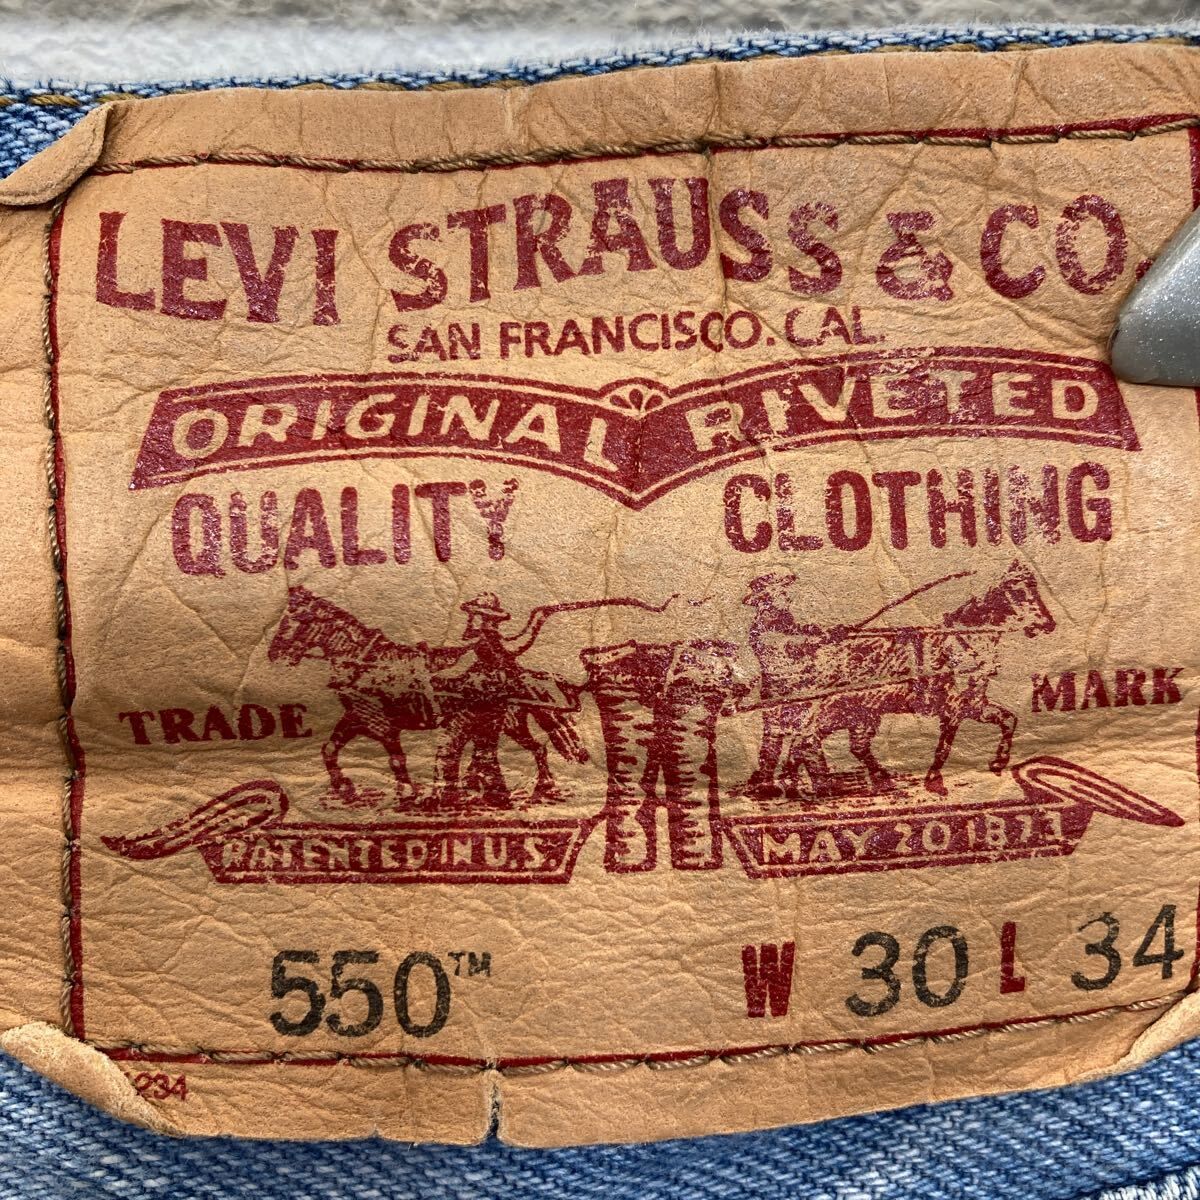 LEVI STRAUSS & CO.
SAN FRANCISCO. CAL.
ORIGINAL RIVETED
QUALITY CLOTHING
TRADE MARK
PATENTED IN U.S. MAY 20 1873
550™ W 30 L 34
234